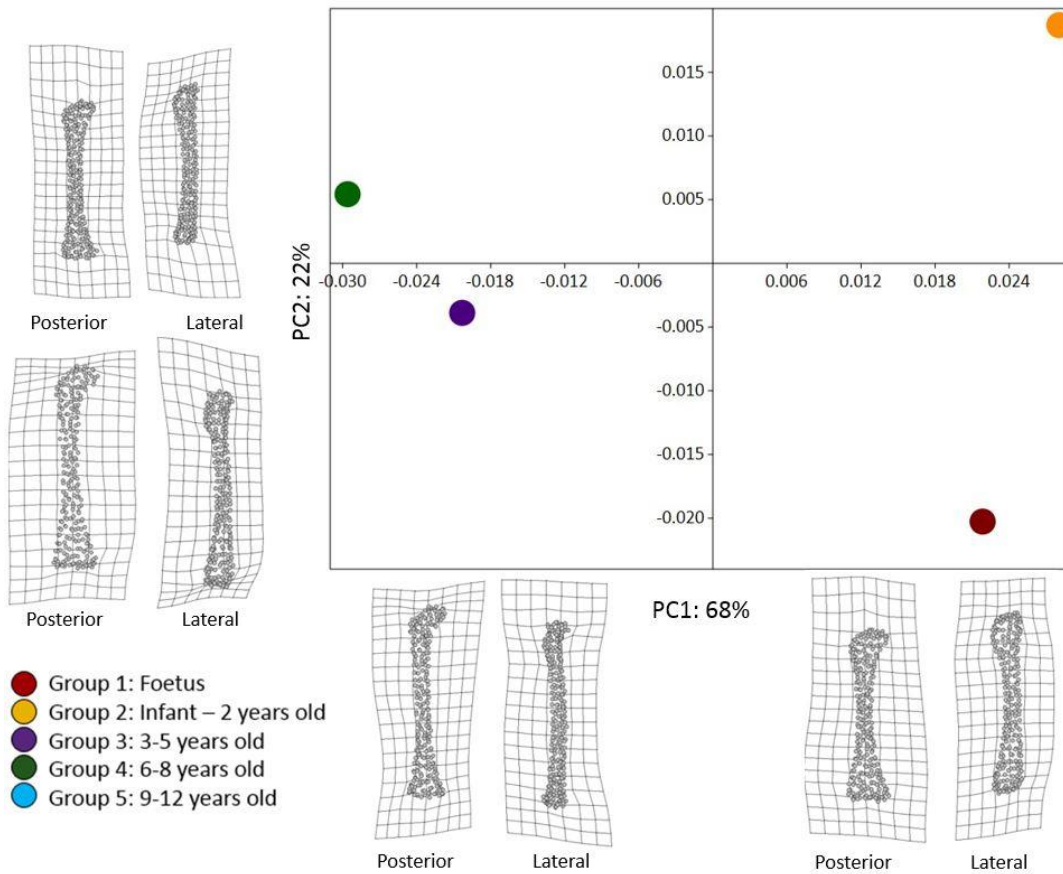 0.015
0.010
0.005
-0.030 -0.024 -0.018 -0.012 -0.006 0.006 0.012 0.018 0.024
-0.005
-0.010
-0.015
-0.020
PC2: 22%
PC1: 68%
Posterior Lateral
Posterior Lateral
Group 1: Foetus
Group 2: Infant – 2 years old
Group 3: 3-5 years old
Group 4: 6-8 years old
Group 5: 9-12 years old
Posterior Lateral
Posterior Lateral